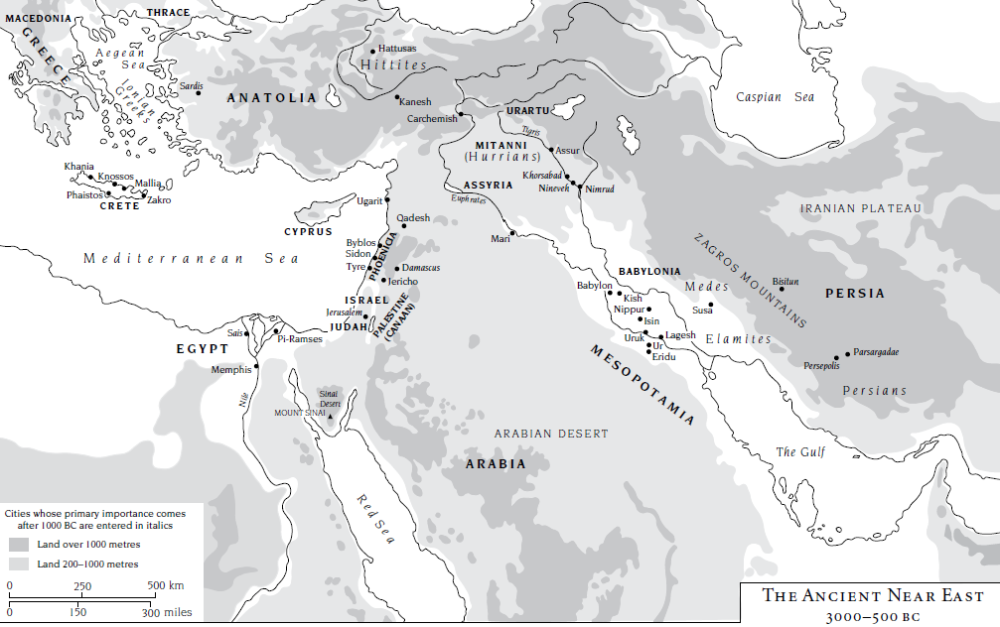 MACEDONIA
THRACE
GREECE
Aegean
Sea
Ionian
Greeks
Sardis
ANATOLIA
Hattusas
Hittites
Kanesh
Carchemish
URARTU
Tigris
MITANNI
(Hurrians)
Assur
Caspian Sea
Khorsabad
Nineveh
Nimrud
ASSYRIA
Euphrates
Khania
Knossos
Mallia
Phaistos
Zakro
CRETE
Ugarit
Qadesh
CYPRUS
Mari
IRANIAN PLATEAU
Mediterranean Sea
Byblos
Sidon
Tyre
PHOENICIA
Damascus
Jericho
ISRAEL
Jerusalem
JUDAH
PALESTINE
(CANAAN)
ZAGROS MOUNTAINS
BABYLONIA
Medes
Bisitun
PERSIA
Babylon
Kish
Nippur
Susa
Isin
Uruk
Lagesh
Elamites
Ur
Eridu
Parsargadae
Persepolis
Persians
Sais
Pi-Ramses
EGYPT
Memphis
MESOPOTAMIA
Nile
Sinai
Desert
MOUNT SINAI
ARABIAN DESERT
ARABIA
The Gulf
Red Sea
Cities whose primary importance comes
after 1000 BC are entered in italics
Land over 1000 metres
Land 200–1000 metres
0 250 500 km
0 150 300 miles
THE ANCIENT NEAR EAST
3000–500 BC